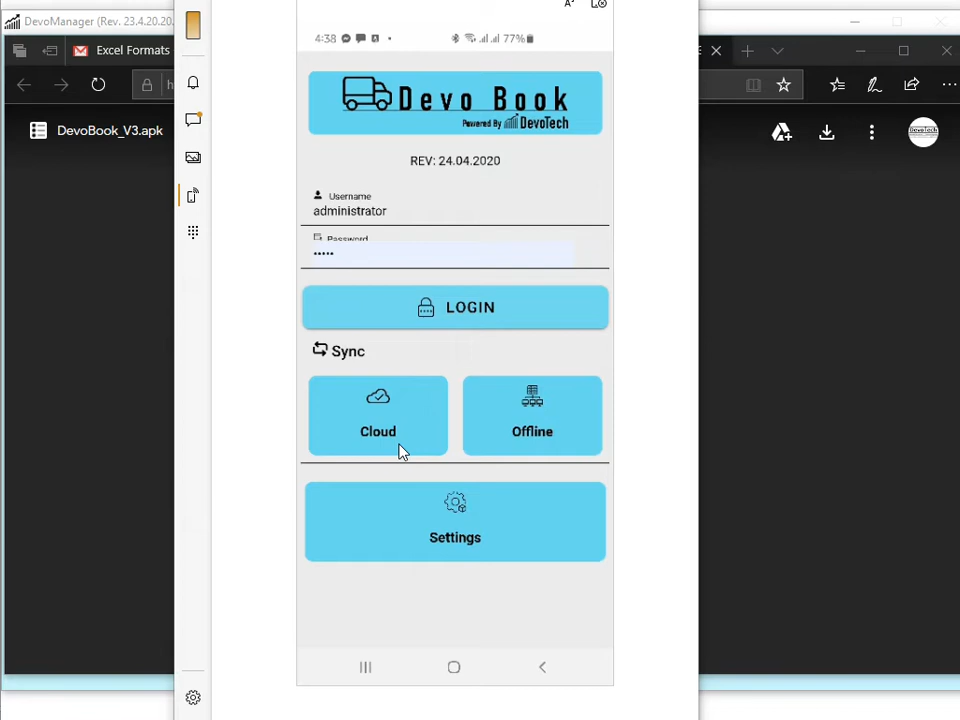 DevoManager (Rev. 23.4.20.20.
Excel Formats
DevoBook_V3.apk
4:38
77%
Devo Book
Powered By DevoTech
REV: 24.04.2020
Username
administrator
Password
•••••
LOGIN
Sync
Cloud
Offline
Settings
DevoTech